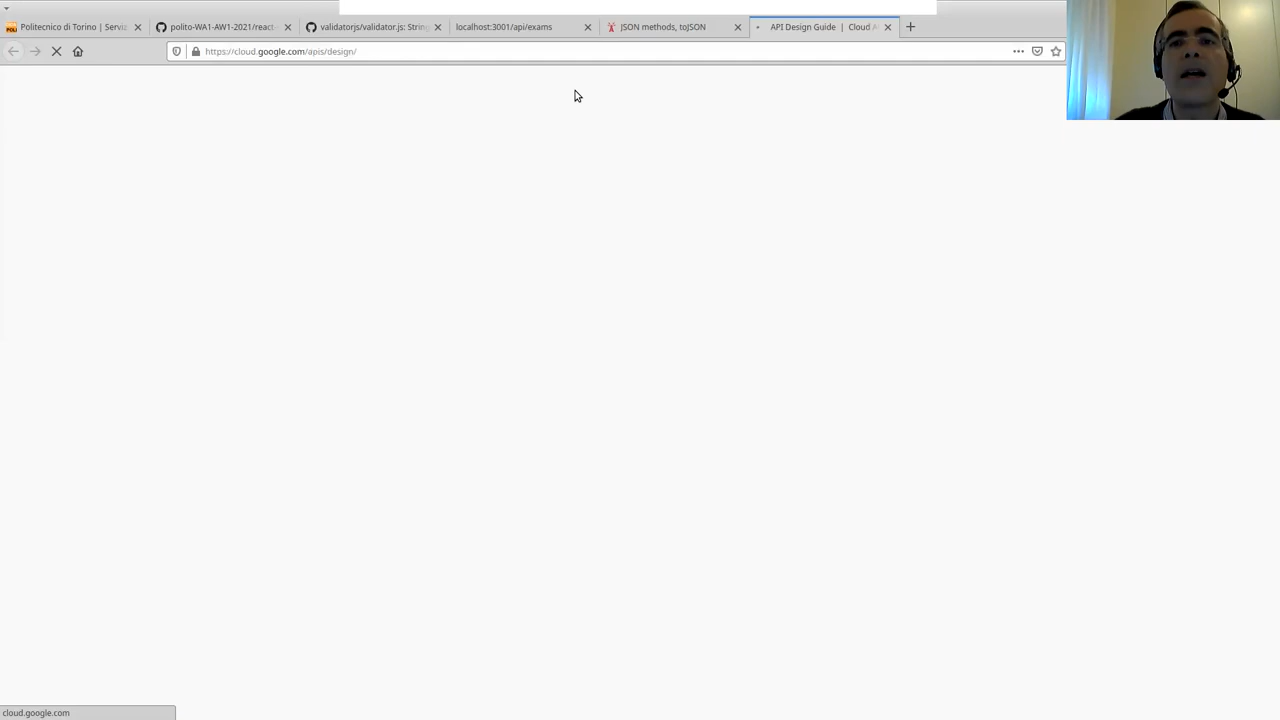 Politecnico di Torino | Servi
polito-WA1-AW1-2021/react-
validatorjs/validator.js: String
localhost:3001/api/exams
JSON methods, toJSON
API Design Guide | Cloud A
https://cloud.google.com/apis/design/
cloud.google.com